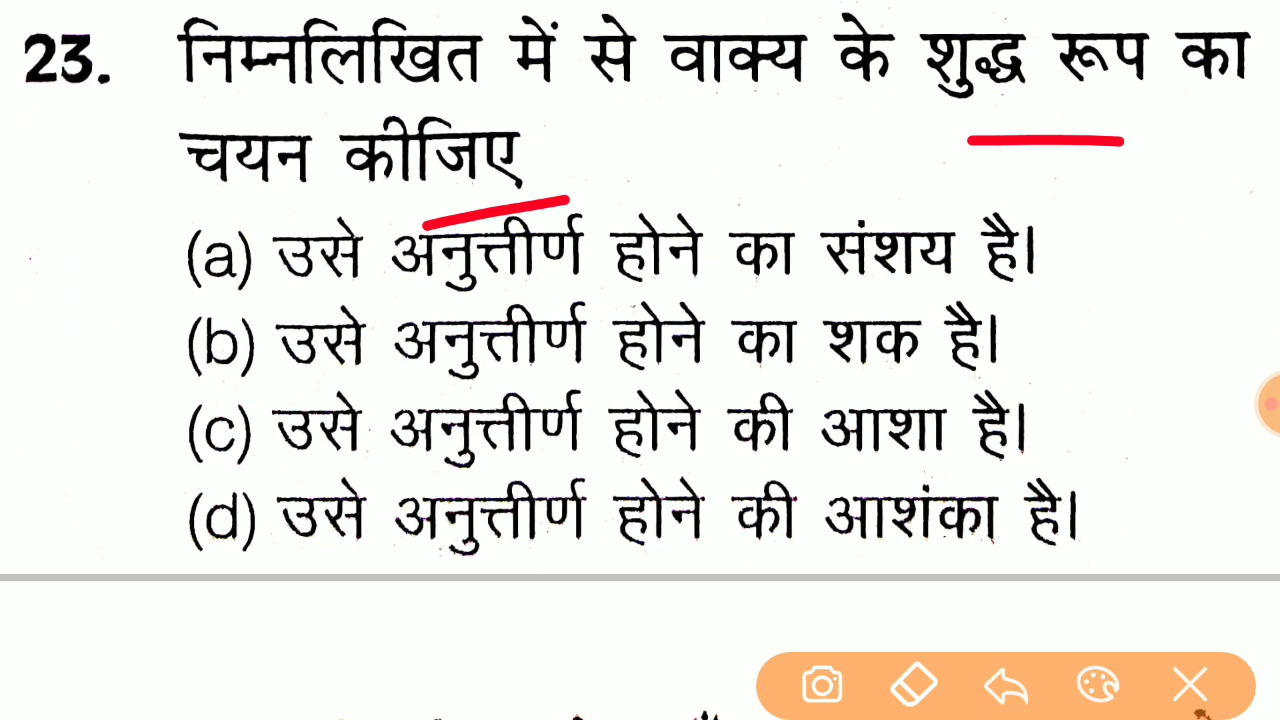 23. निम्नलिखित में से वाक्य के शुद्ध रूप का
चयन कीजिए
(a) उसे अनुत्तीर्ण होने का संशय है।
(b) उसे अनुत्तीर्ण होने का शक है।
(c) उसे अनुत्तीर्ण होने की आशा है।
(d) उसे अनुत्तीर्ण होने की आशंका है।